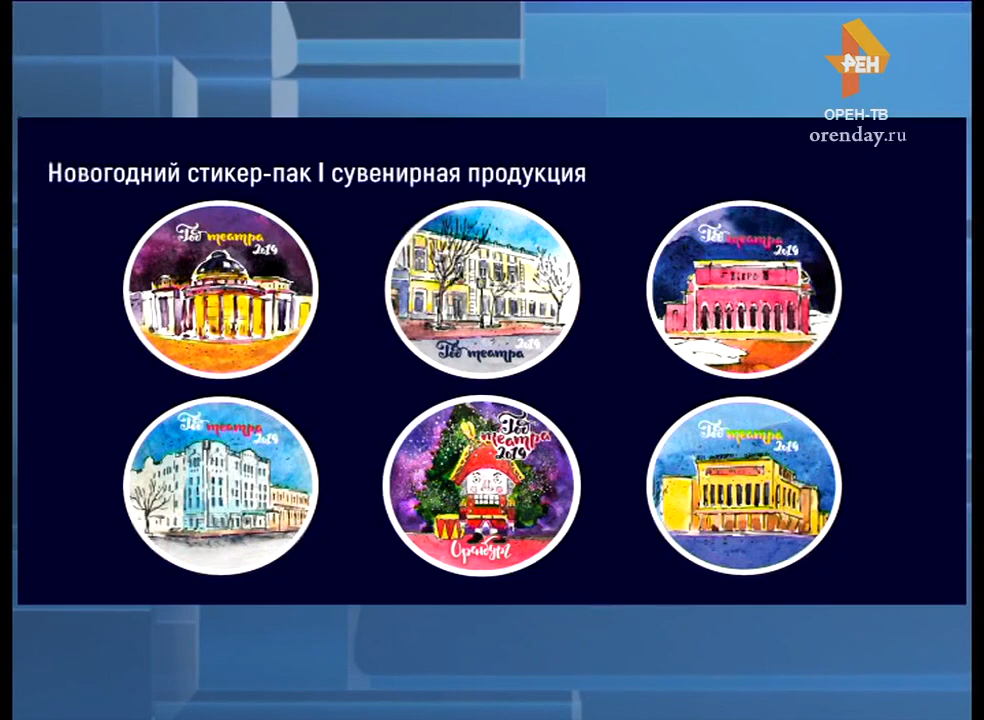 РЕН
ОРЕН-ТВ
orenday.ru
Новогодний стикер-пак | сувенирная продукция
Год театра
2019
Год театра
2019
Год театра
2019
Год театра
2019
Год
театра
2019
Оренбург
Год театра
2019